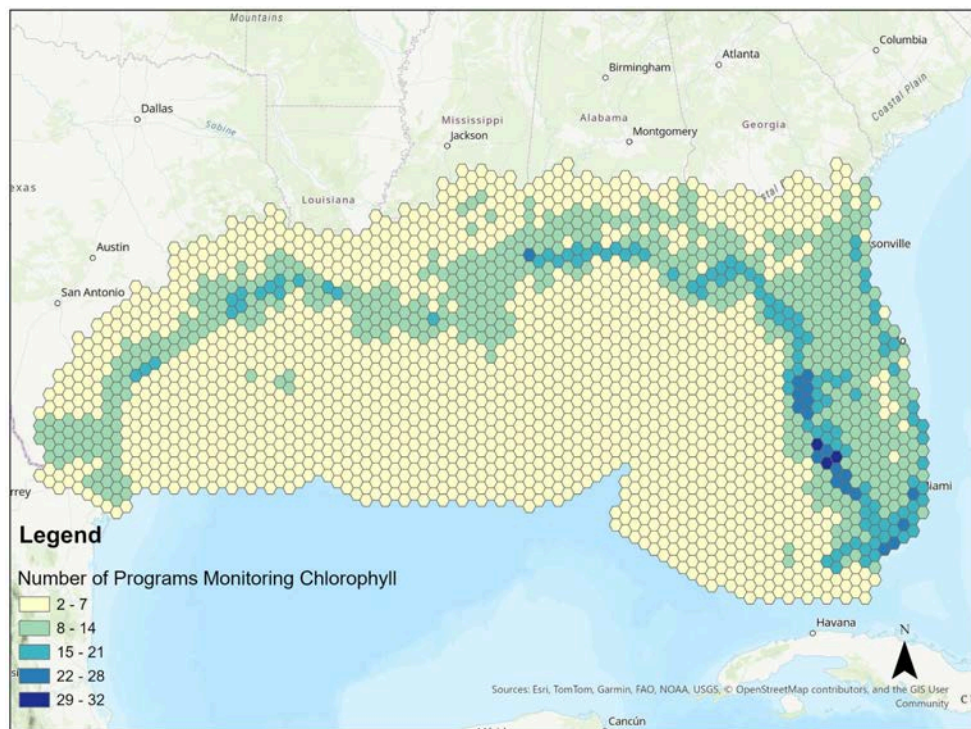 Mountains
Columbia
Atlanta
Birmingham
Coastal Plain
Dallas
Sabine
Mississippi
Alabama
Georgia
Jackson
Montgomery
exas
Louisiana
Coastal Pla
Austin
sonville
San Antonio
o
rrey
iami
Legend
Number of Programs Monitoring Chlorophyll
2 - 7
8 - 14
15 - 21
22 - 28
29 - 32
Havana
N
Sources: Esri, TomTom, Garmin, FAO, NOAA, USGS, © OpenStreetMap contributors, and the GIS User
Community
Cancún